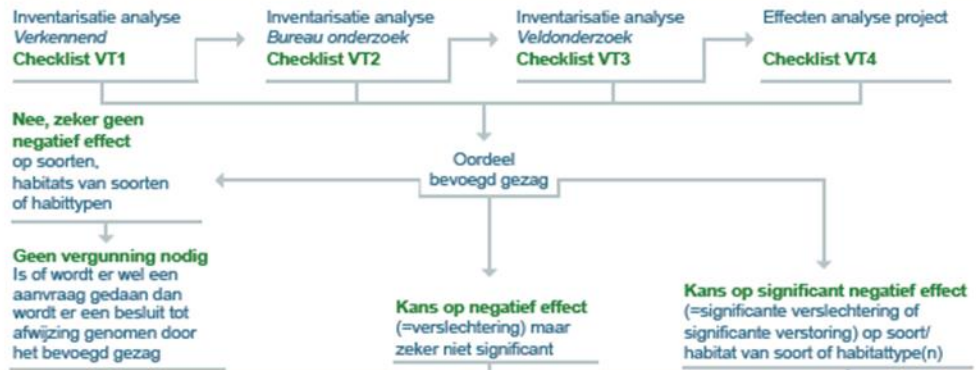 Inventarisatie analyse
Verkennend
Checklist VT1
Inventarisatie analyse
Bureau onderzoek
Checklist VT2
Inventarisatie analyse
Veldonderzoek
Checklist VT3
Effecten analyse project
Checklist VT4
Nee, zeker geen
negatief effect
op soorten,
habitats van soorten
of habittypen
Oordeel
bevoegd gezag
Geen vergunning nodig
Is of wordt er wel een
aanvraag gedaan dan
wordt er een besluit tot
afwijzing genomen door
het bevoegd gezag
Kans op negatief effect
(=verslechtering) maar
zeker niet significant
Kans op significant negatief effect
(=significante verslechtering of
significante verstoring) op soort/
habitat van soort of habitattype(n)